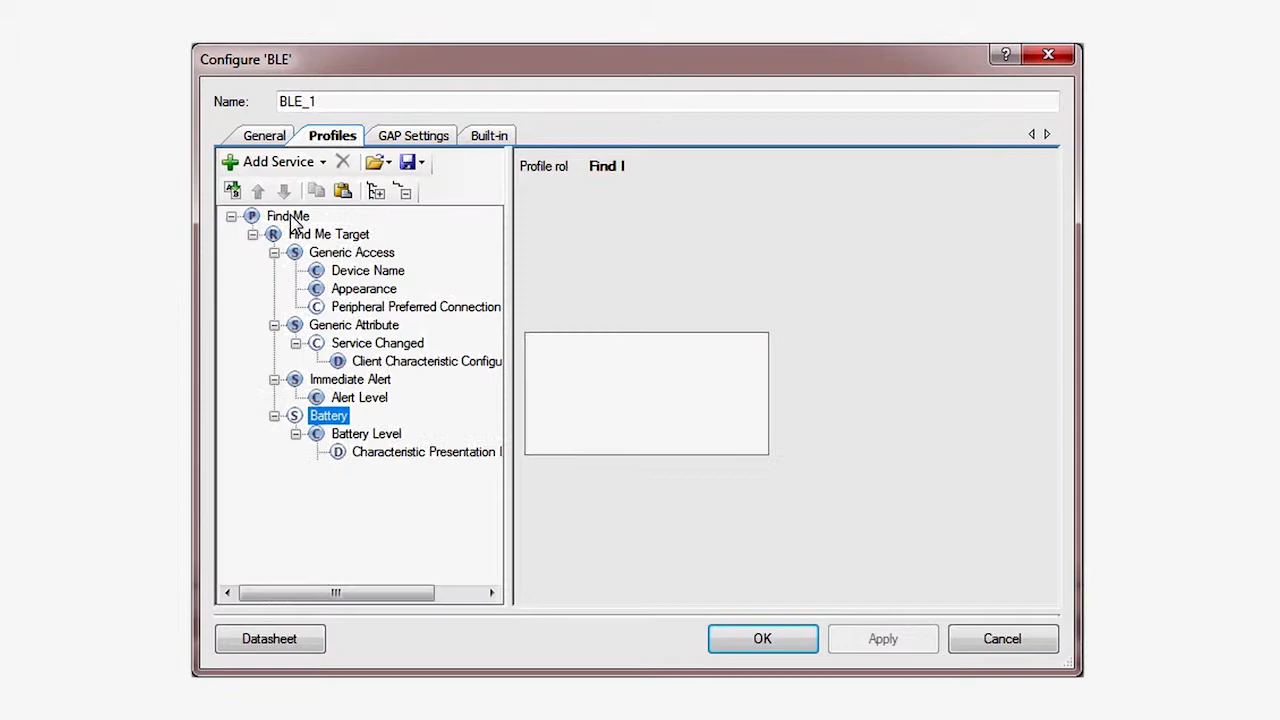 Configure 'BLE'
?
Name: BLE_1
General Profiles GAP Settings Built-in
Add Service
Profile rol Find I
P Find Me
R Find Me Target
S Generic Access
C Device Name
C Appearance
C Peripheral Preferred Connection
S Generic Attribute
C Service Changed
D Client Characteristic Configu
S Immediate Alert
C Alert Level
S Battery
C Battery Level
D Characteristic Presentation
Datasheet OK Apply Cancel